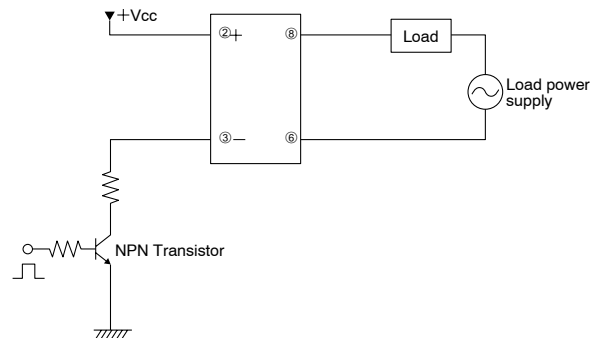 +Vcc
②+
⑧
Load
Load power
supply
③−
⑥
NPN Transistor